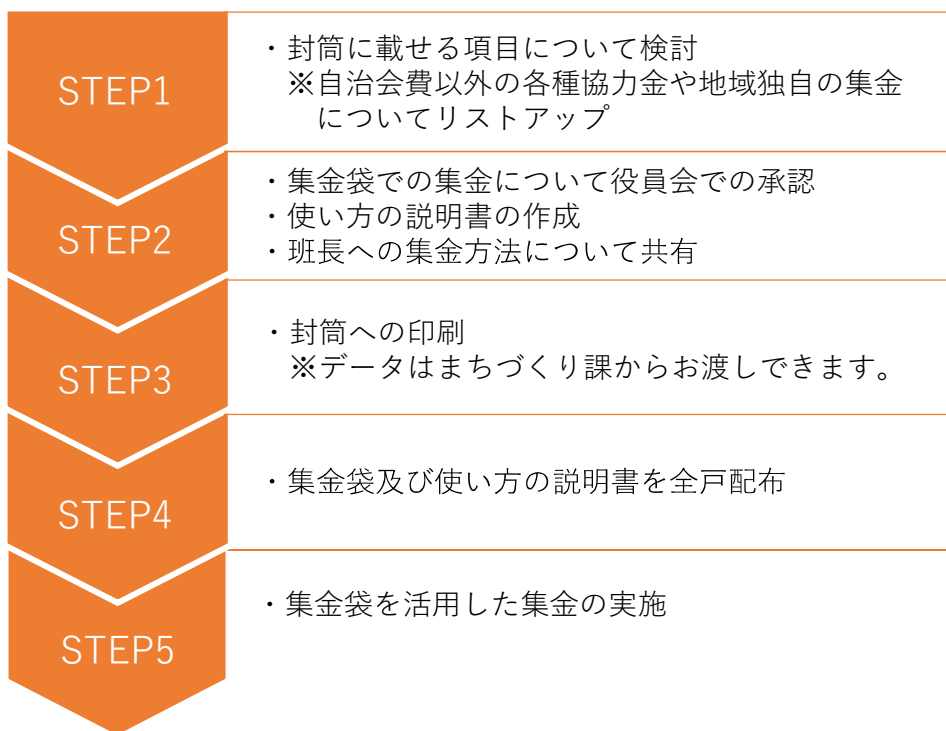 STEP1
・封筒に載せる項目について検討
※自治会費以外の各種協力金や地域独自の集金
についてリストアップ
STEP2
・集金袋での集金について役員会での承認
・使い方の説明書の作成
・班長への集金方法について共有
STEP3
・封筒への印刷
※データはまちづくり課からお渡しできます。
STEP4
・集金袋及び使い方の説明書を全戸配布
STEP5
・集金袋を活用した集金の実施